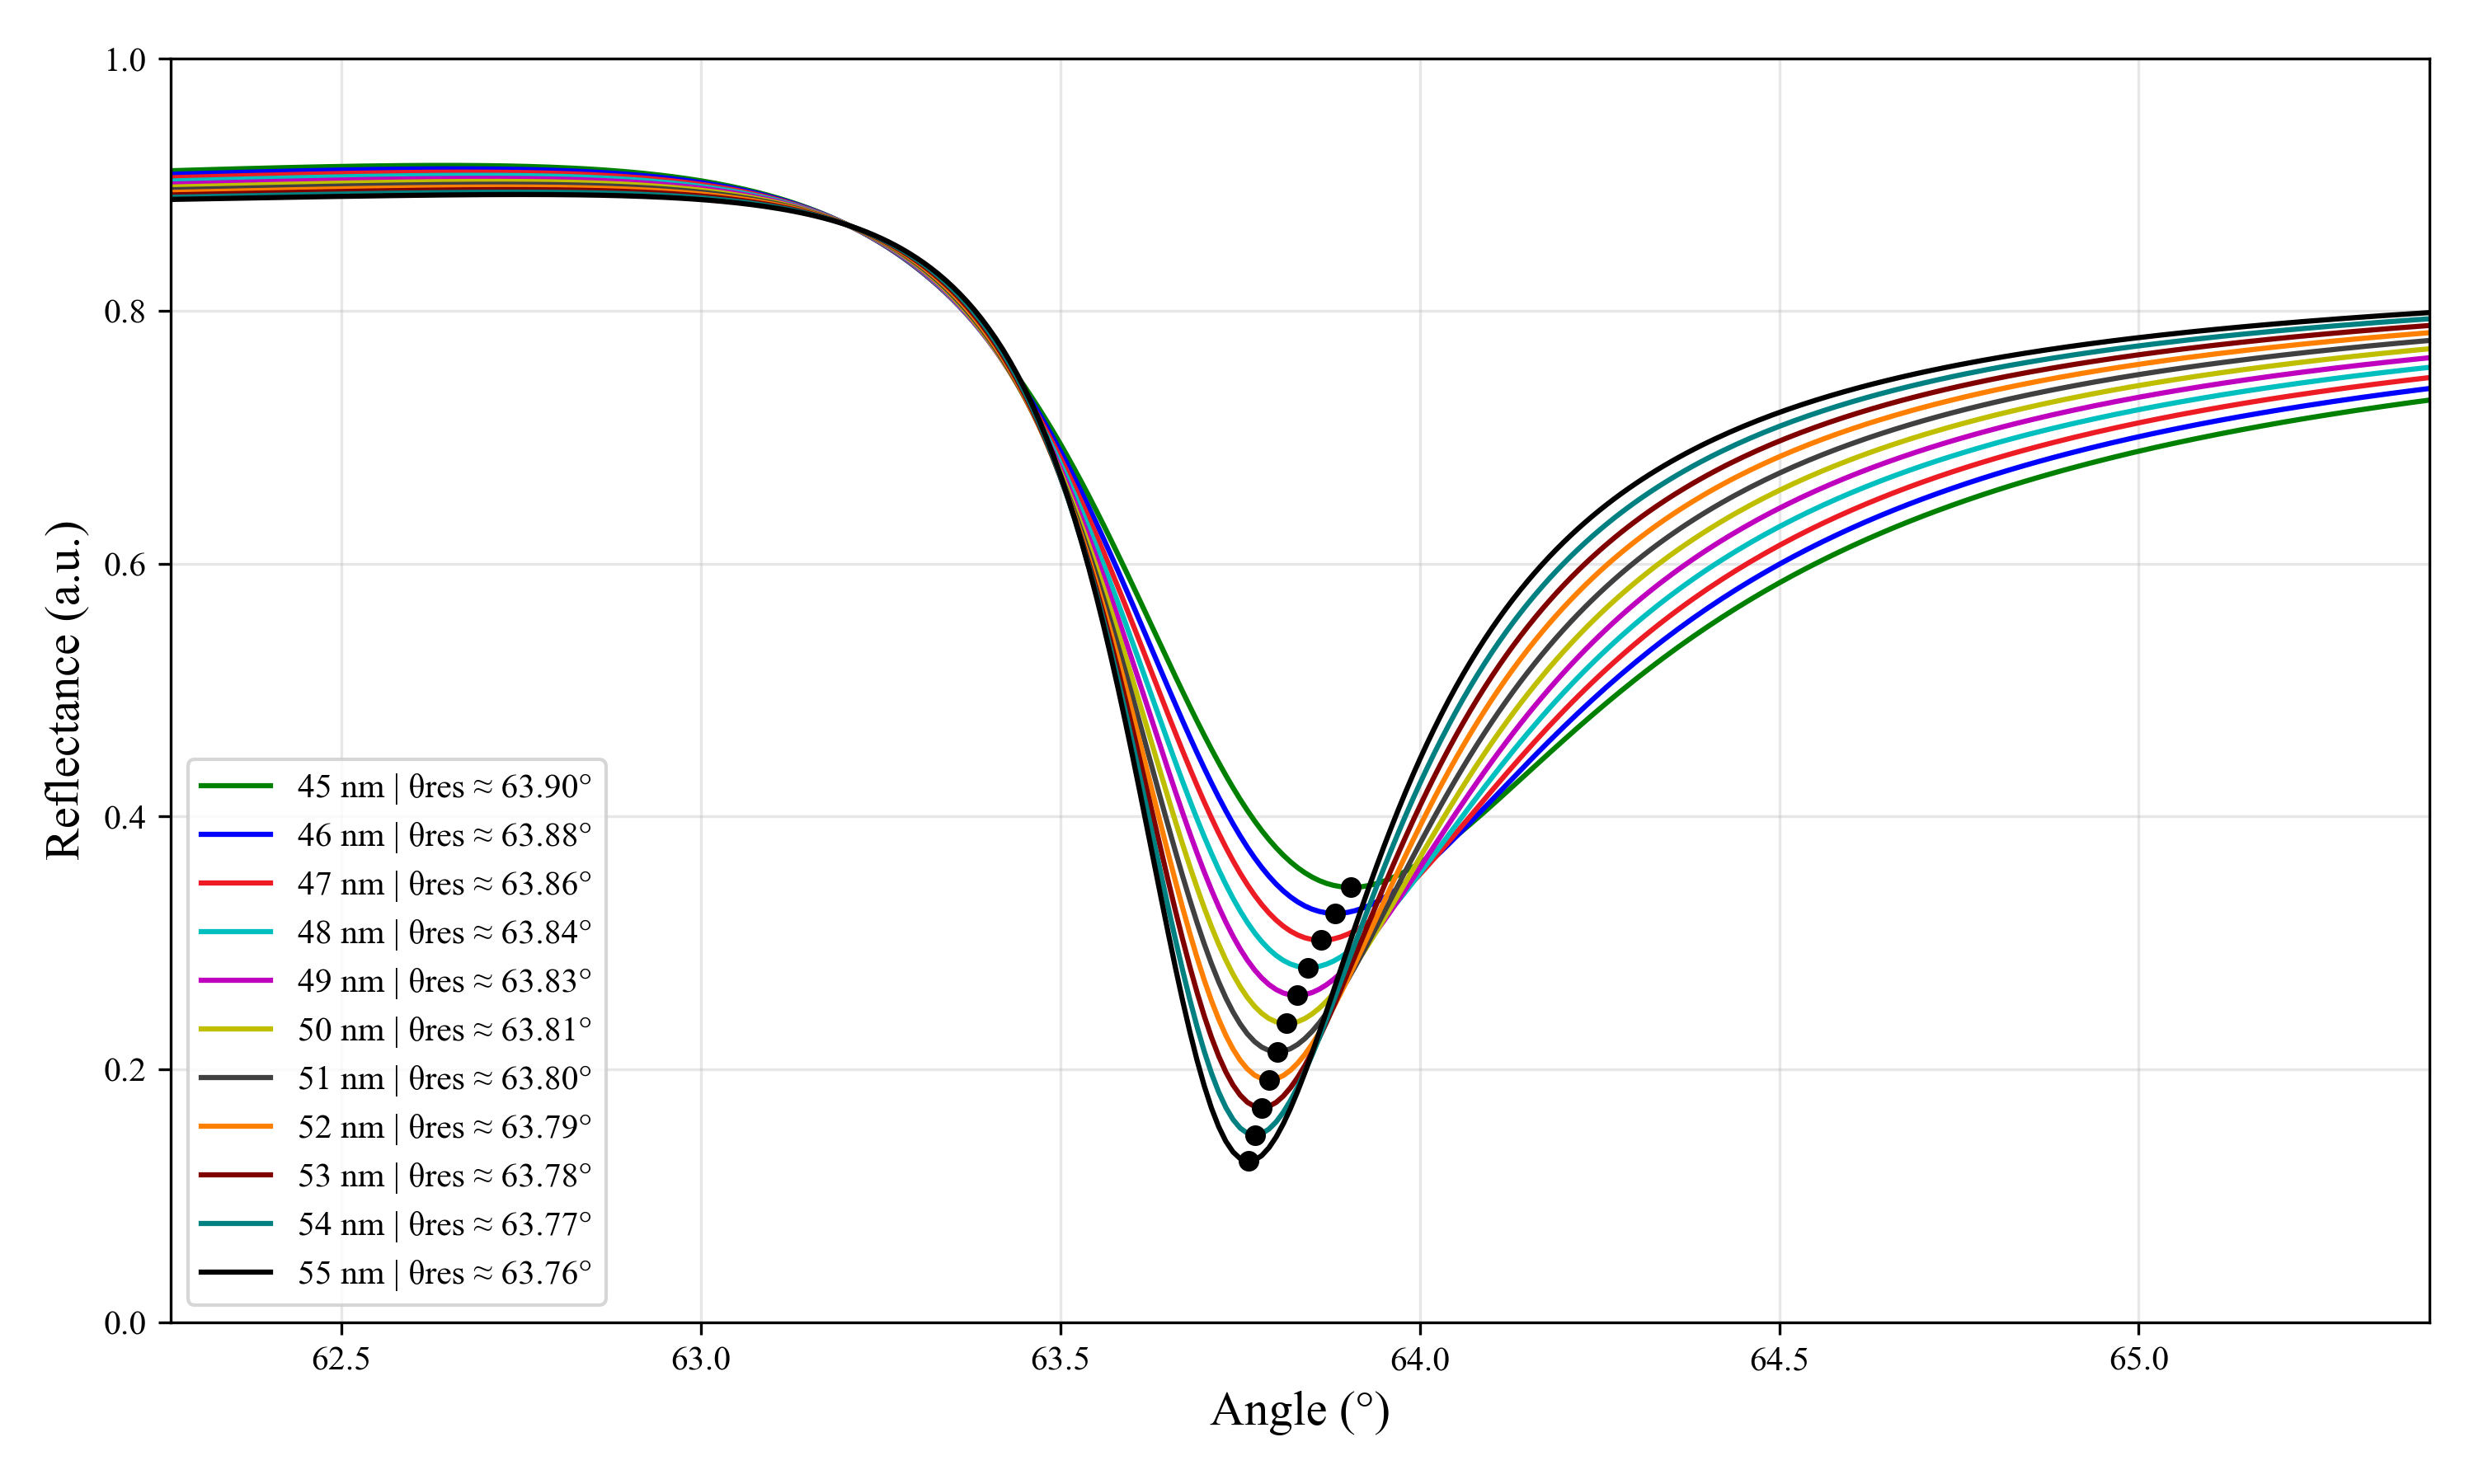 1.0
0.8
0.6
0.4
0.2
0.0
Reflectance (a.u.)
45 nm | θres ≈ 63.90°
46 nm | θres ≈ 63.88°
47 nm | θres ≈ 63.86°
48 nm | θres ≈ 63.84°
49 nm | θres ≈ 63.83°
50 nm | θres ≈ 63.81°
51 nm | θres ≈ 63.80°
52 nm | θres ≈ 63.79°
53 nm | θres ≈ 63.78°
54 nm | θres ≈ 63.77°
55 nm | θres ≈ 63.76°
62.5 63.0 63.5 64.0 64.5 65.0
Angle (°)